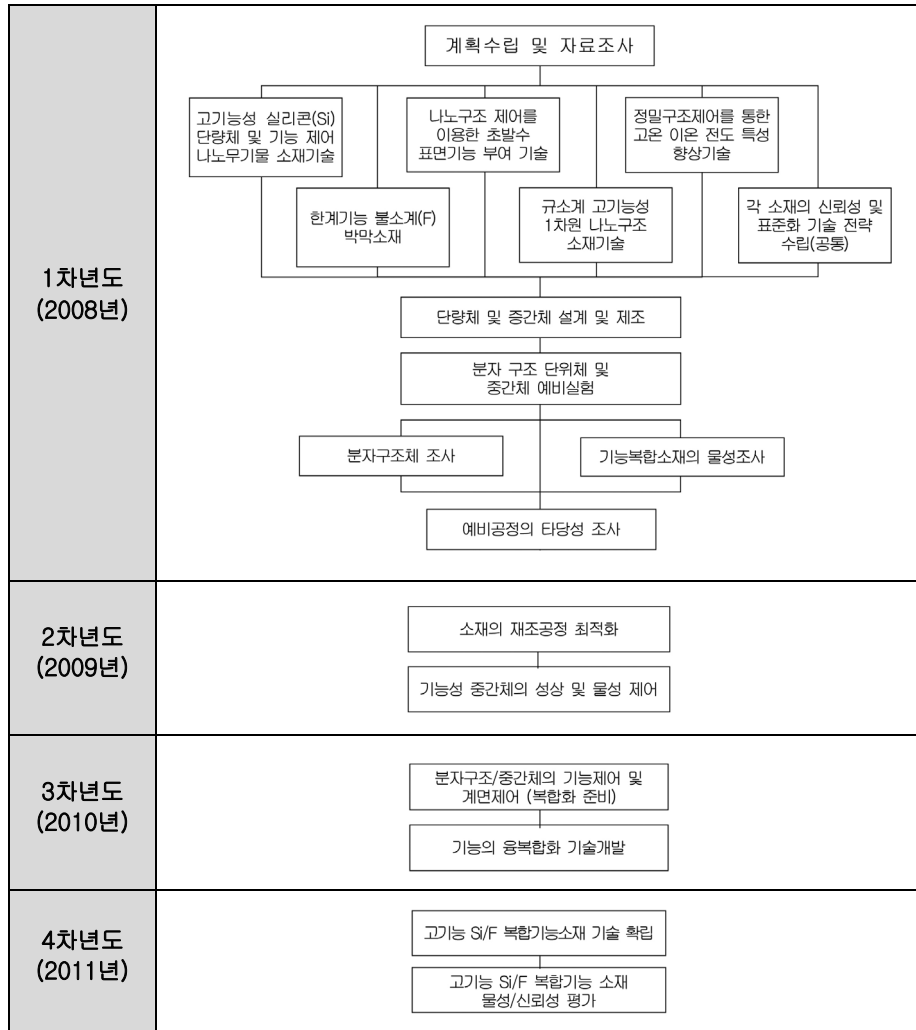 1차년도
(2008년)
계획수립 및 자료조사
고기능성 실리콘(Si)
단량체 및 기능 제어
나노무기물 소재기술
나노구조 제어를
이용한 초발수
표면기능 부여 기술
정밀구조제어를 통한
고온 이온 전도 특성
향상기술
한계기능 불소계(F)
박막소재
규소계 고기능성
1차원 나노구조
소재기술
각 소재의 신뢰성 및
표준화 기술 전략
수립(공통)
단량체 및 중간체 설계 및 제조
분자 구조 단위체 및
중간체 예비실험
분자구조체 조사
기능복합소재의 물성조사
예비공정의 타당성 조사
2차년도
(2009년)
소재의 재조공정 최적화
기능성 중간체의 성상 및 물성 제어
3차년도
(2010년)
분자구조/중간체의 기능제어 및
계면제어 (복합화 준비)
기능의 융복합화 기술개발
4차년도
(2011년)
고기능 Si/F 복합기능소재 기술 확립
고기능 Si/F 복합기능 소재
물성/신뢰성 평가